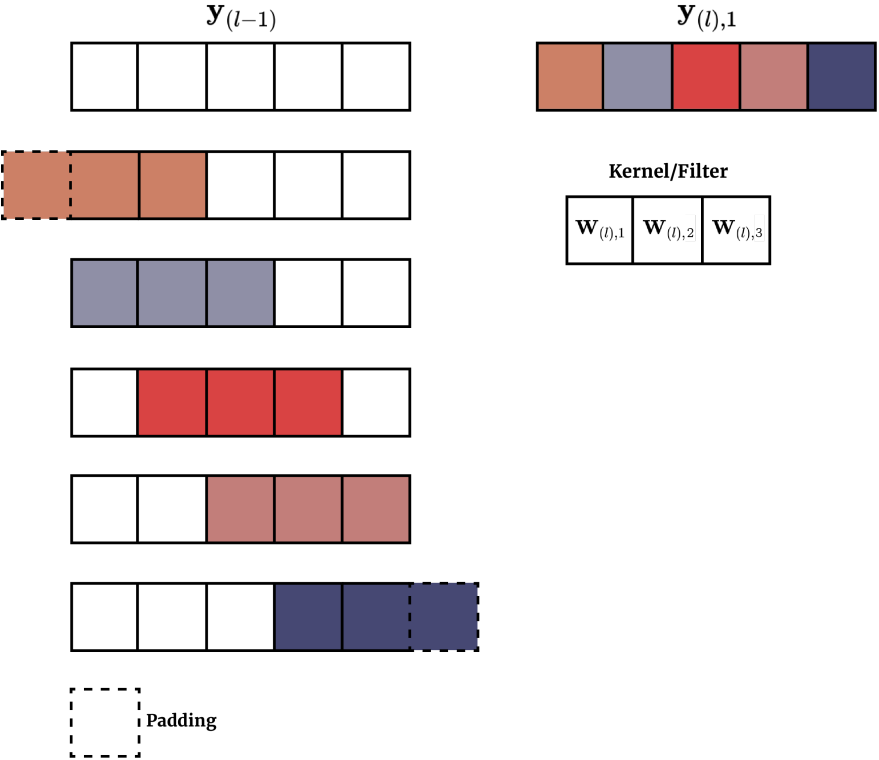 y(l−1)
y(l),1
Kernel/Filter
w(l),1 w(l),2 w(l),3
Padding